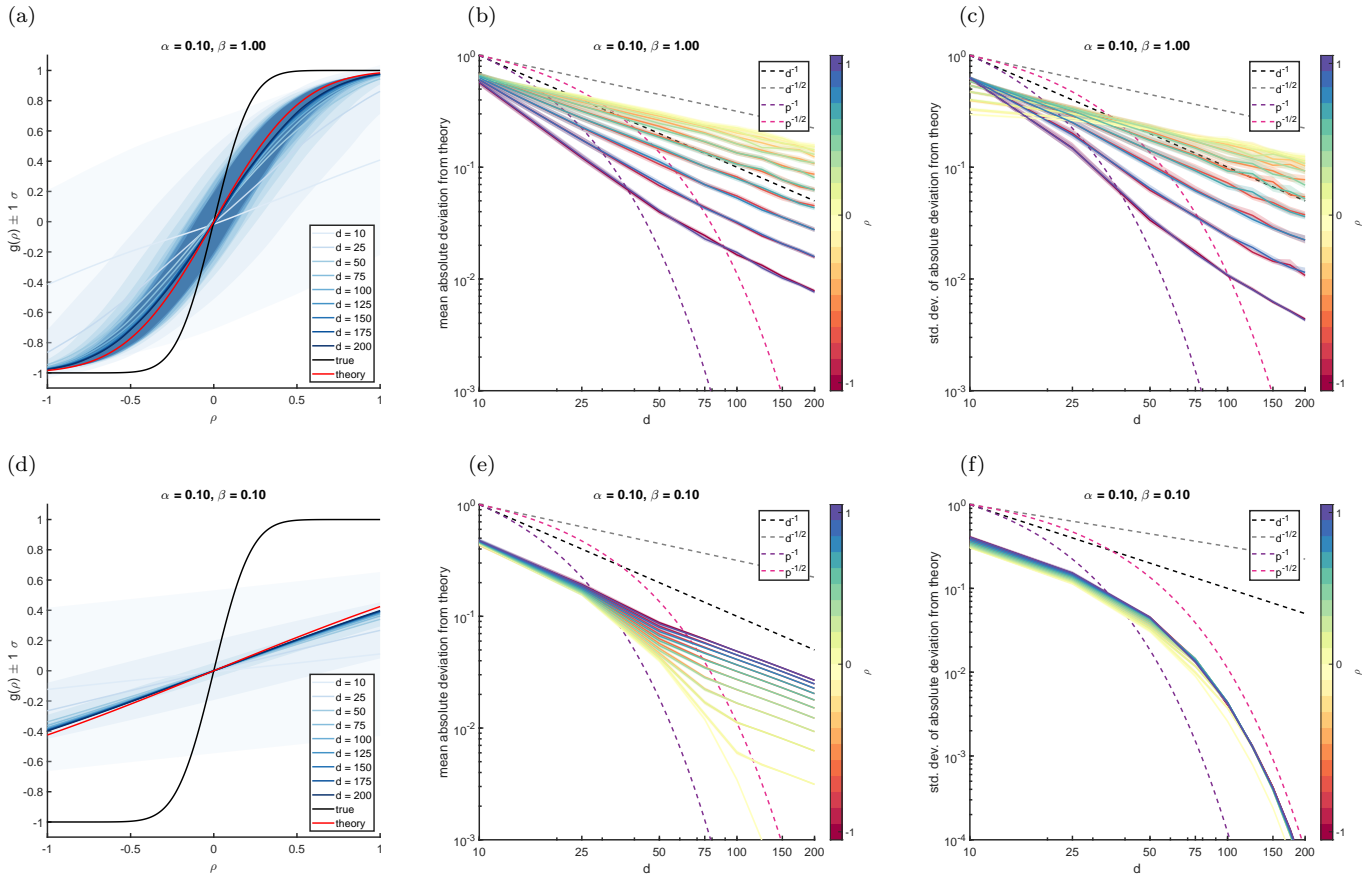 (a)
α = 0.10, β = 1.00
g(ρ) ± 1 σ
1
0.8
0.6
0.4
0.2
0
-0.2
-0.4
-0.6
-0.8
-1
-1 -0.5 0 0.5 1
ρ
d = 10
d = 25
d = 50
d = 75
d = 100
d = 125
d = 150
d = 175
d = 200
true
theory
(b)
α = 0.10, β = 1.00
mean absolute deviation from theory
10^0
10^-1
10^-2
10^-3
10 25 50 75 100 150 200
d
d^-1
d^-1/2
p^-1
p^-1/2
1
0
-1
ρ
(c)
α = 0.10, β = 1.00
std. dev. of absolute deviation from theory
10^0
10^-1
10^-2
10^-3
10 25 50 75 100 150 200
d
d^-1
d^-1/2
p^-1
p^-1/2
1
0
-1
ρ
(d)
α = 0.10, β = 0.10
g(ρ) ± 1 σ
1
0.8
0.6
0.4
0.2
0
-0.2
-0.4
-0.6
-0.8
-1
-1 -0.5 0 0.5 1
ρ
d = 10
d = 25
d = 50
d = 75
d = 100
d = 125
d = 150
d = 175
d = 200
true
theory
(e)
α = 0.10, β = 0.10
mean absolute deviation from theory
10^0
10^-1
10^-2
10^-3
10 25 50 75 100 150 200
d
d^-1
d^-1/2
p^-1
p^-1/2
1
0
-1
ρ
(f)
α = 0.10, β = 0.10
std. dev. of absolute deviation from theory
10^0
10^-1
10^-2
10^-3
10^-4
10 25 50 75 100 150 200
d
d^-1
d^-1/2
p^-1
p^-1/2
1
0
-1
ρ